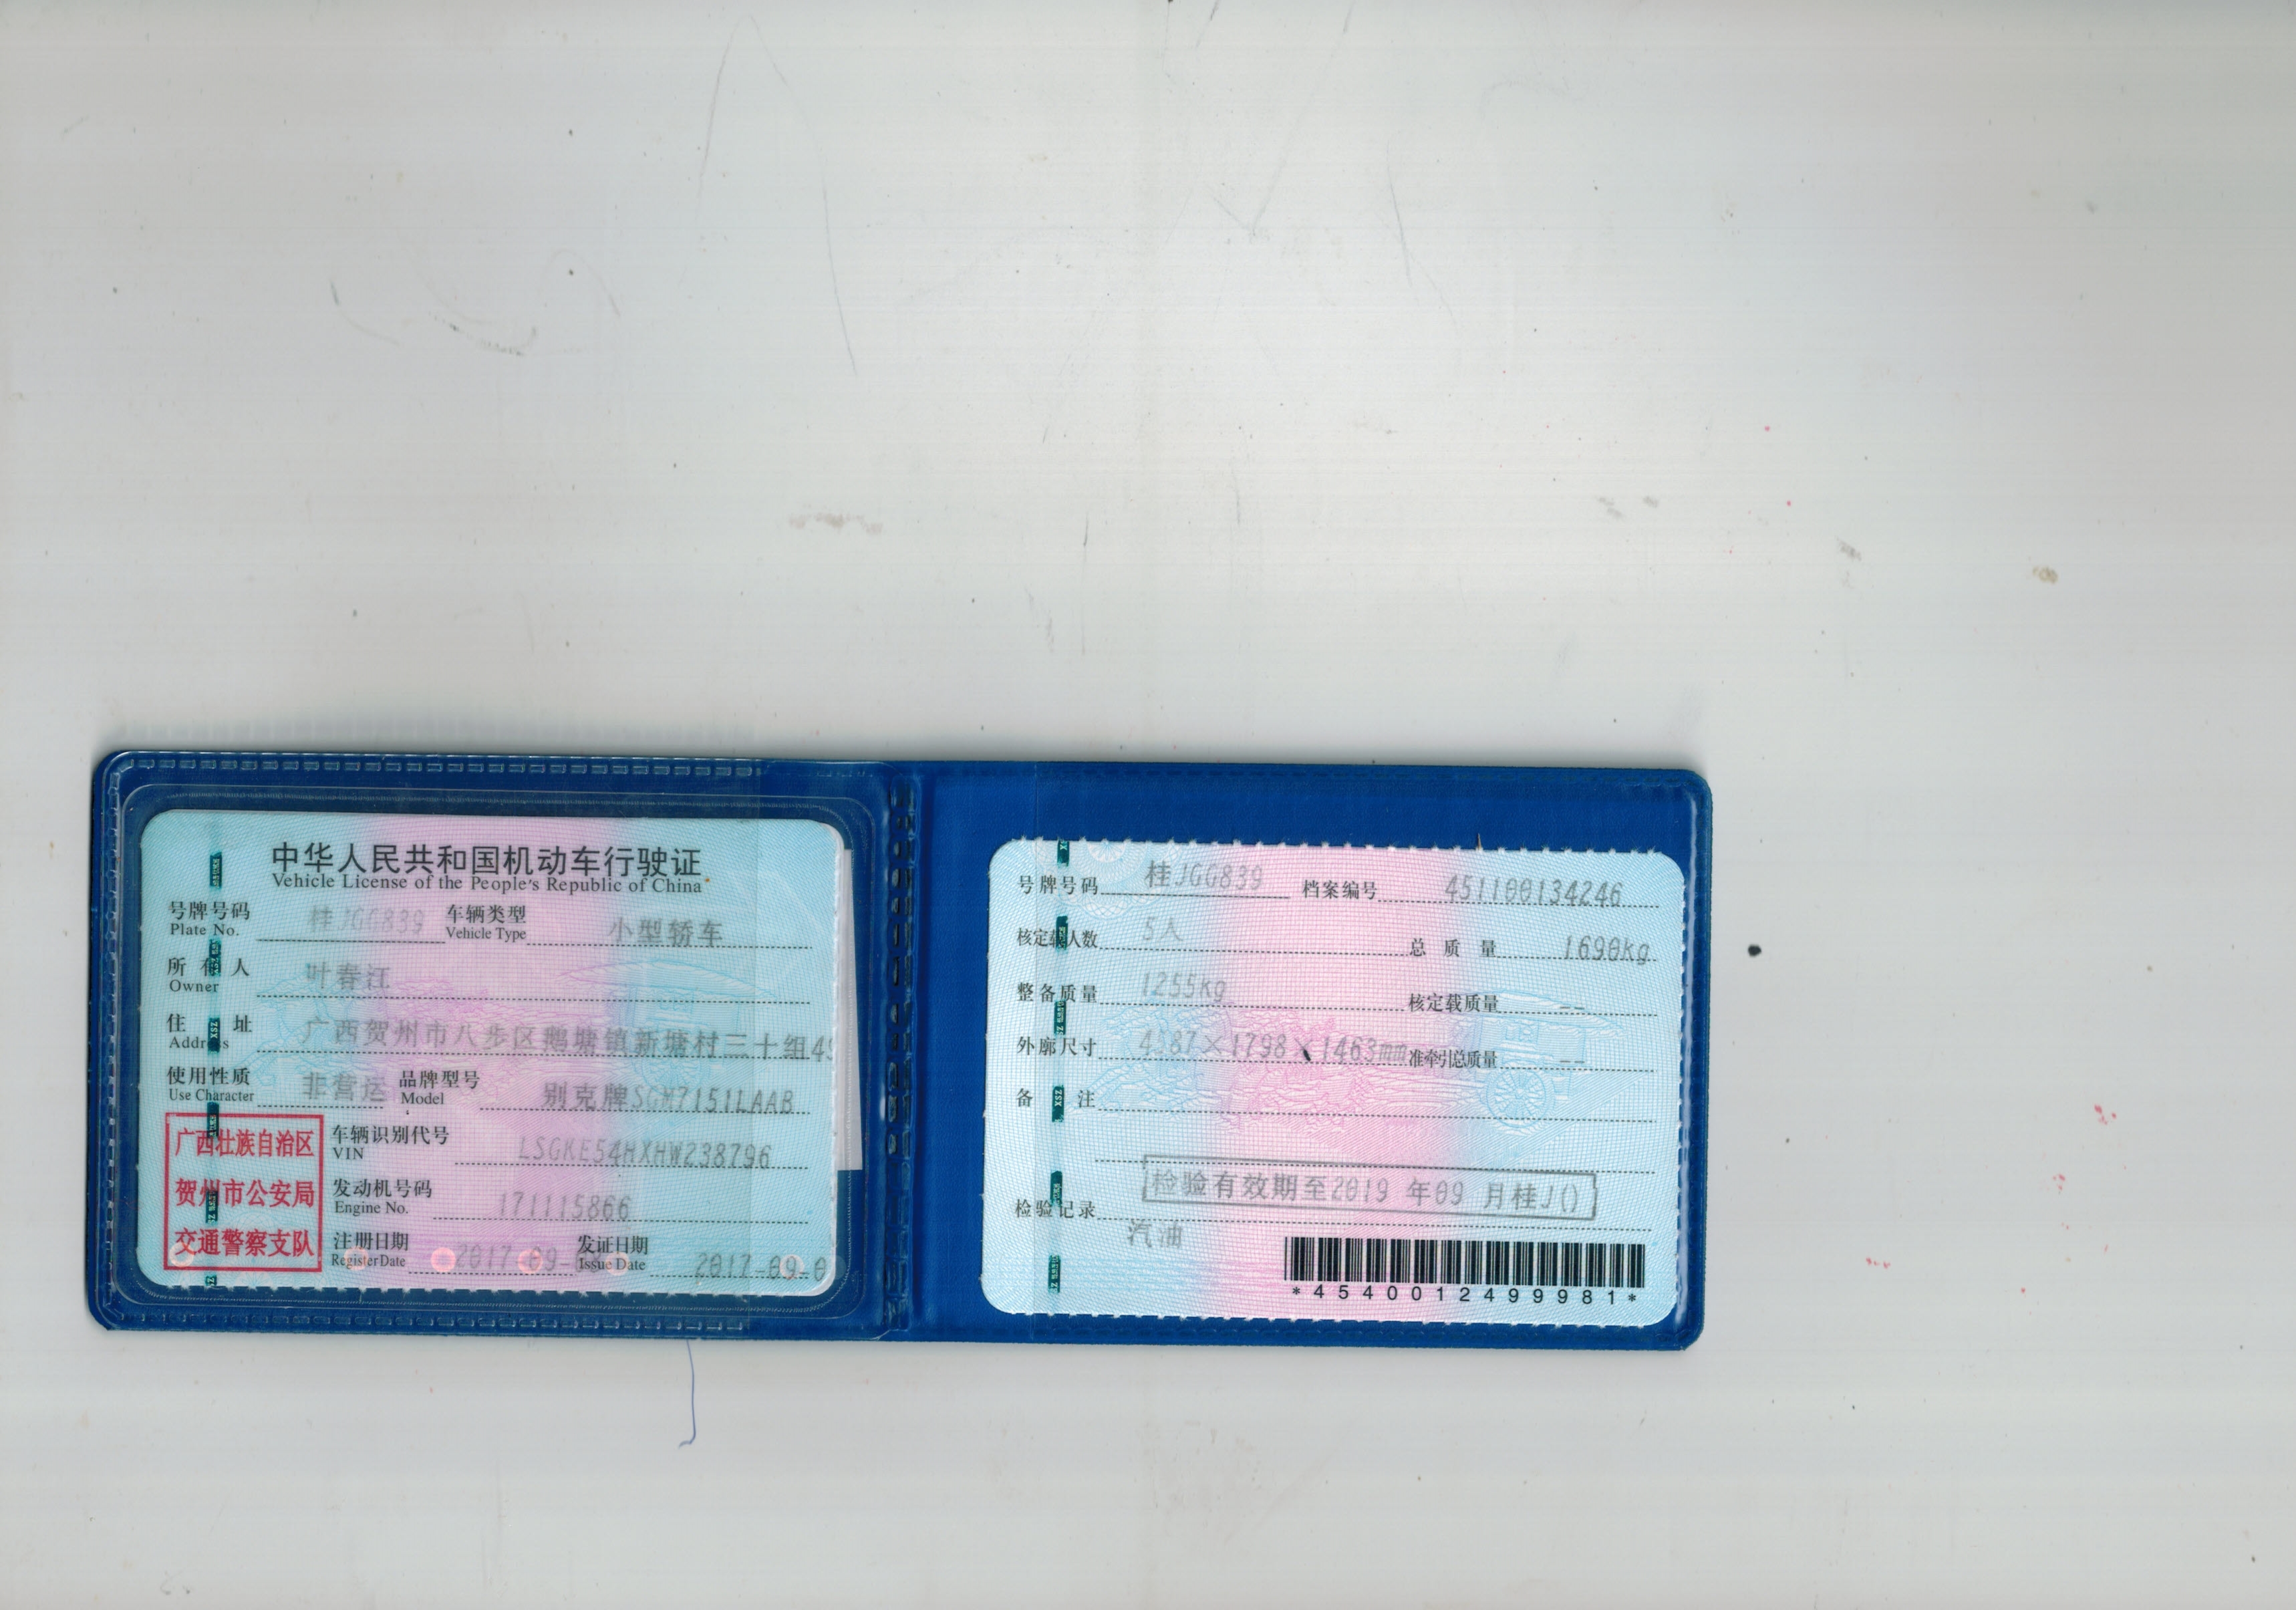 中华人民共和国机动车行驶证
Vehicle License of the People's Republic of China
号牌号码 桂JGG839 车辆类型 小型轿车
Plate No. Vehicle Type
所有人 叶春江
Owner
住址 广西贺州市八步区鹅塘镇新塘村三十组
Address
使用性质 非营运 品牌型号 别克牌SGM7151LAAB
Use Character Model
广西壮族自治区
贺州市公安局
交通警察支队
车辆识别代号 LSGKE54HXHW238796
VIN
发动机号码 171115866
Engine No.
注册日期 2017-09- 发证日期 2017-09-0
Register Date Issue Date
号牌号码 桂JGG839 档案编号 451100134246
核定载人数 5人 总质量 1690kg
整备质量 1255kg 核定载质量 --
外廓尺寸 ×1798×1463mm 准牵引总质量 --
备注
检验有效期至2019 年09 月桂J()
检验记录
汽油
*4540012499981*